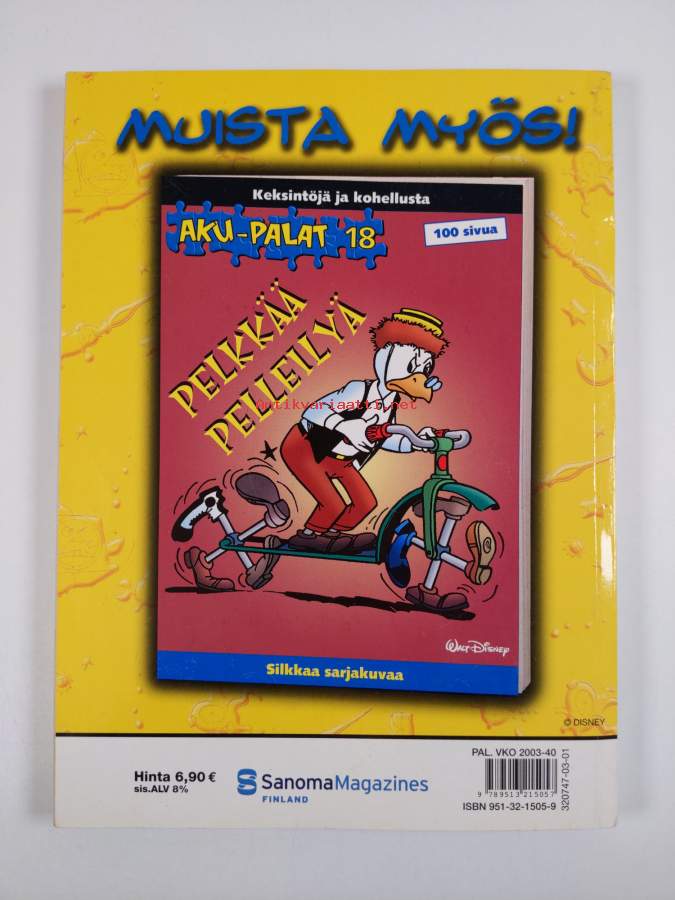 MUISTA MYÖS!
Keksintöjä ja kohellusta
AKU-PALAT 18
100 sivua
PELKKÄÄ
PELLEILYÄ
antikvariaatti.net
WALT DISNEY
Silkkaa sarjakuvaa
© DISNEY
PAL. VKO 2003-40
Hinta 6,90 €
sis.ALV 8%
SanomaMagazines
FINLAND
9 789513 215057
ISBN 951-32-1505-9
320747-03-01